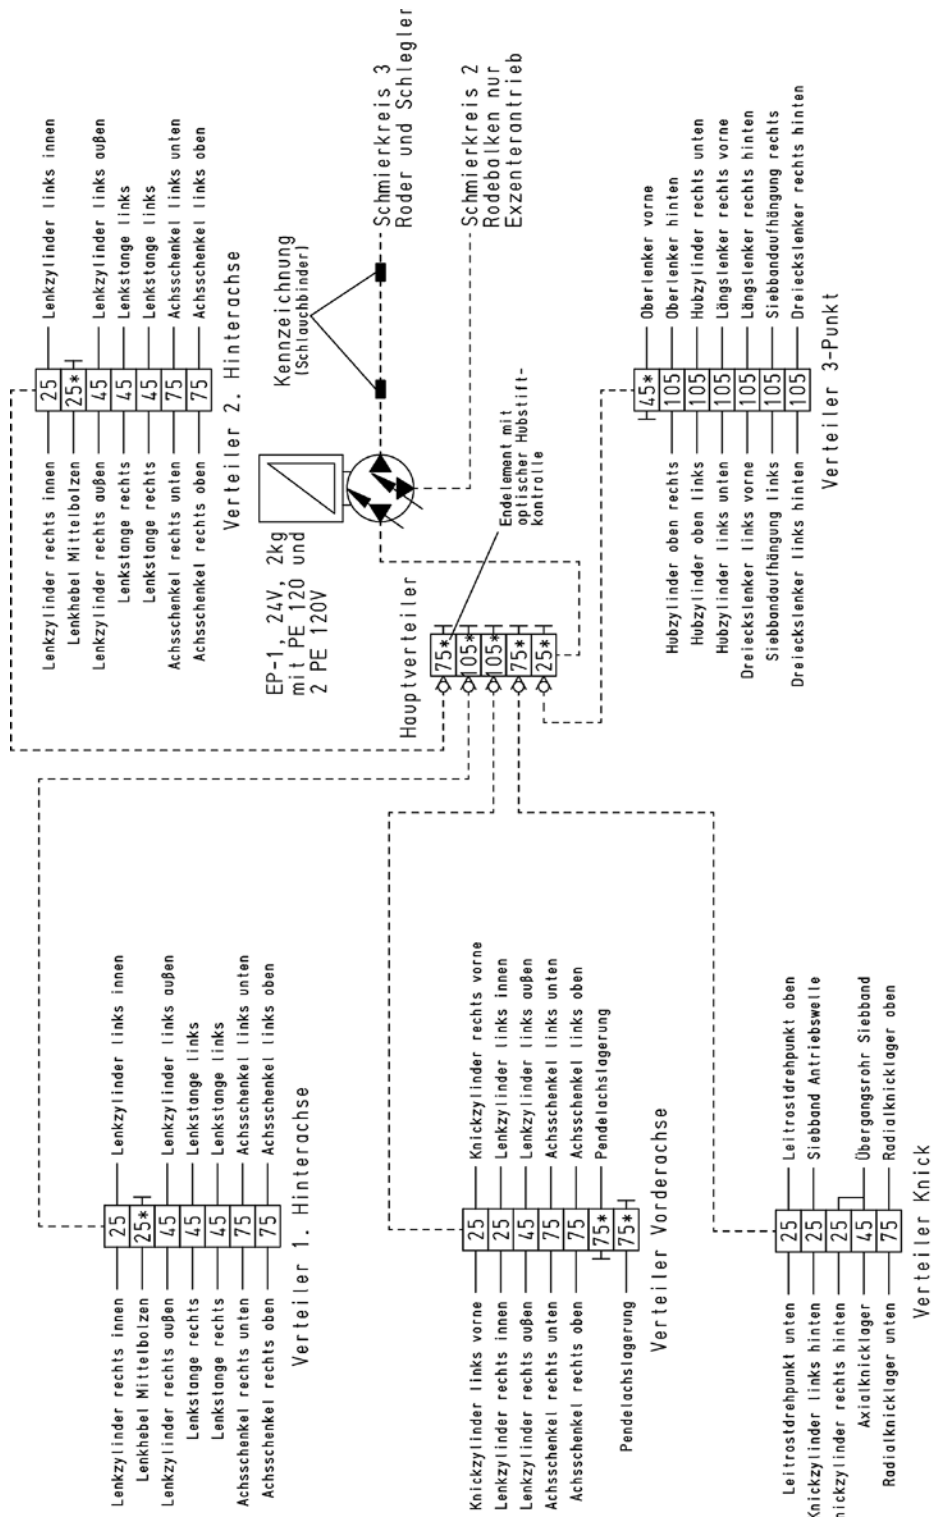 Lenkzylinder rechts innen
25
Lenkzylinder links innen
Lenkhebel Mittelbolzen
25*
Lenkzylinder rechts außen
45
Lenkzylinder links außen
Lenkstange rechts
45
Lenkstange links
Lenkstange rechts
45
Lenkstange links
Achsschenkel rechts unten
75
Achsschenkel links unten
Achsschenkel rechts oben
75
Achsschenkel links oben
Verteiler 2. Hinterachse
EP-1, 24V, 2kg
mit PE 120 und
2 PE 120V
Kennzeichnung
(Schlauchbinder)
Schmierkreis 3
Roder und Schlegler
Schmierkreis 2
Rodebalken nur
Exzenterantrieb
Hauptverteiler
75*
105*
105*
75*
25*
Endelement mit
optischer Hubstift-
kontrolle
45*
Oberlenker vorne
Hubzylinder oben rechts
105
Oberlenker hinten
Hubzylinder oben links
105
Hubzylinder rechts unten
Hubzylinder links unten
105
Längslenker rechts vorne
Dreieckslenker links vorne
105
Längslenker rechts hinten
Siebbandaufhängung links
105
Siebbandaufhängung rechts
Dreieckslenker links hinten
105
Dreieckslenker rechts hinten
Verteiler 3-Punkt
Lenkzylinder rechts innen
25
Lenkzylinder links innen
Lenkhebel Mittelbolzen
25*
Lenkzylinder rechts außen
45
Lenkzylinder links außen
Lenkstange rechts
45
Lenkstange links
Lenkstange rechts
45
Lenkstange links
Achsschenkel rechts unten
75
Achsschenkel links unten
Achsschenkel rechts oben
75
Achsschenkel links oben
Verteiler 1. Hinterachse
Knickzylinder links vorne
25
Knickzylinder rechts vorne
Lenkzylinder rechts innen
25
Lenkzylinder links innen
Lenkzylinder rechts außen
45
Lenkzylinder links außen
Achsschenkel rechts unten
75
Achsschenkel links unten
Achsschenkel rechts oben
75
Achsschenkel links oben
75*
Pendelachslagerung
Pendelachslagerung
75*
Verteiler Vorderachse
Leitrostdrehpunkt unten
25
Leitrostdrehpunkt oben
Knickzylinder links hinten
25
Siebband Antriebswelle
nickzylinder rechts hinten
25
Axialknicklager
45
Übergangsrohr Siebband
Radialknicklager unten
75
Radialknicklager oben
Verteiler Knick